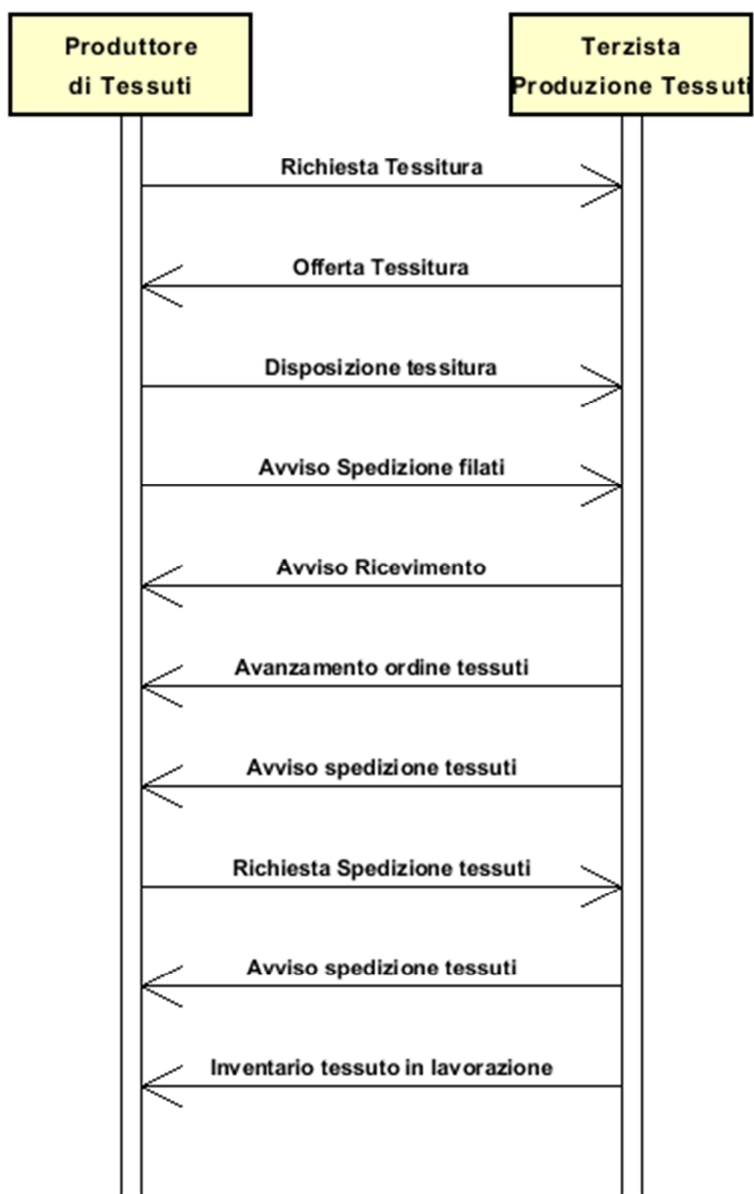 Produttore
di Tessuti
Terzista
Produzione Tessuti
Richiesta Tessitura
Offerta Tessitura
Disposizione tessitura
Avviso Spedizione filati
Avviso Ricevimento
Avanzamento ordine tessuti
Avviso spedizione tessuti
Richiesta Spedizione tessuti
Avviso spedizione tessuti
Inventario tessuto in lavorazione